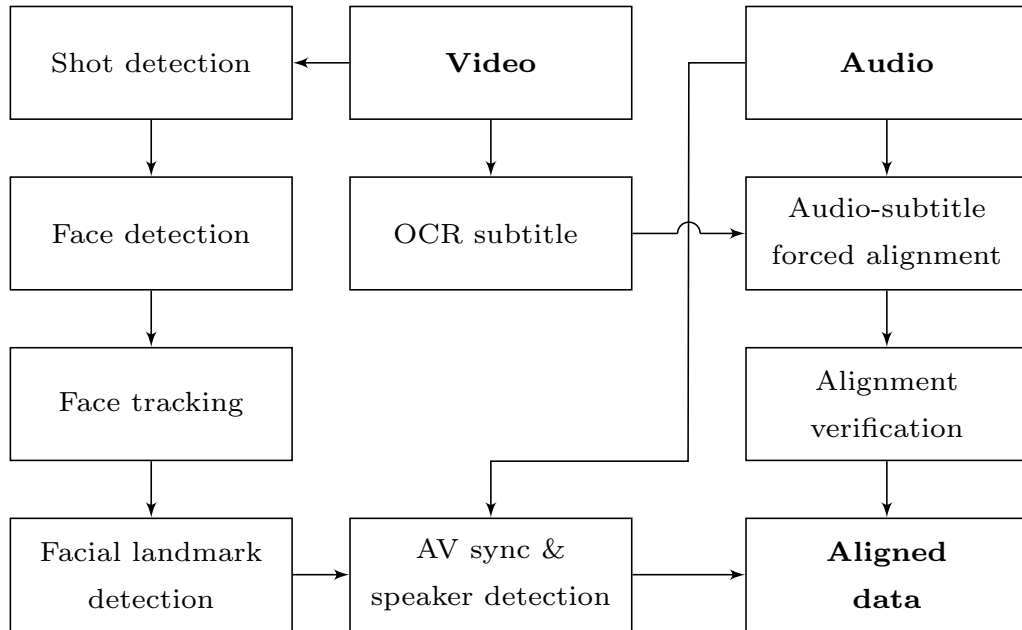 Shot detection
Video
Audio
Face detection
OCR subtitle
Audio-subtitle
forced alignment
Face tracking
Alignment
verification
Facial landmark
detection
AV sync &
speaker detection
Aligned
data